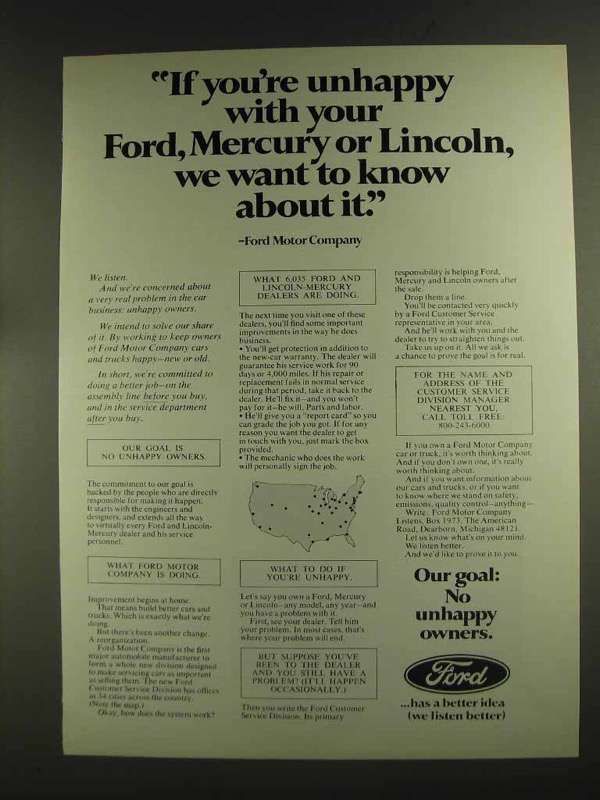 “If you’re unhappy
with your
Ford, Mercury or Lincoln,
we want to know
about it.”
–Ford Motor Company
We listen.
And we're concerned about
a very real problem in the car
business: unhappy owners.
We intend to solve our share
of it. By working to keep owners
of Ford Motor Company cars
and trucks happy–new or old.
In short, we're committed to
doing a better job–on the
assembly line before you buy,
and in the service department
after you buy.
OUR GOAL IS
NO UNHAPPY OWNERS.
The commitment to our goal is
backed by the people who are directly
responsible for making it happen.
It starts with the engineers and
designers, and extends all the way
to virtually every Ford and Lincoln-
Mercury dealer and his service
personnel.
WHAT FORD MOTOR
COMPANY IS DOING.
Improvement begins at home.
That means build better cars and
trucks. Which is exactly what we're
doing.
But there's been another change.
A reorganization.
Ford Motor Company is the first
major automobile manufacturer to
form a whole new division designed
to make servicing cars as important
as selling them. The new Ford
Customer Service Division has offices
in 34 cities across the country.
(Note the map.)
Okay, how does the system work?
WHAT 6,035 FORD AND
LINCOLN-MERCURY
DEALERS ARE DOING.
The next time you visit one of these
dealers, you'll find some important
improvements in the way he does
business.
• You'll get protection in addition to
the new-car warranty. The dealer will
guarantee his service work for 90
days or 4,000 miles. If his repair or
replacement fails in normal service
during that period, take it back to the
dealer. He'll fix it–and you won't
pay for it–he will. Parts and labor.
• He'll give you a "report card" so you
can grade the job you got. If for any
reason you want the dealer to get
in touch with you, just mark the box
provided.
• The mechanic who does the work
will personally sign the job.
WHAT TO DO IF
YOU'RE UNHAPPY.
Let's say you own a Ford, Mercury
or Lincoln–any model, any year–and
you have a problem with it.
First, see your dealer. Tell him
your problem. In most cases, that's
where your problem will end.
BUT SUPPOSE YOU'VE
BEEN TO THE DEALER
AND YOU STILL HAVE A
PROBLEM? (IT'LL HAPPEN
OCCASIONALLY.)
Then you write the Ford Customer
Service Division. Its primary
responsibility is helping Ford,
Mercury and Lincoln owners after
the sale.
Drop them a line.
You'll be contacted very quickly
by a Ford Customer Service
representative in your area.
And he'll work with you and the
dealer to try to straighten things out.
Take us up on it. All we ask is
a chance to prove the goal is for real.
FOR THE NAME AND
ADDRESS OF THE
CUSTOMER SERVICE
DIVISION MANAGER
NEAREST YOU,
CALL TOLL FREE:
800-243-6000.
If you own a Ford Motor Company
car or truck, it's worth thinking about.
And if you don't own one, it's really
worth thinking about.
And if you want information about
our cars and trucks, or if you want
to know where we stand on safety,
emissions, quality control–anything–
Write: Ford Motor Company
Listens, Box 1973, The American
Road, Dearborn, Michigan 48121.
Let us know what's on your mind.
We listen better.
And we'd like to prove it to you.
Our goal:
No
unhappy
owners.
Ford
...has a better idea
(we listen better)